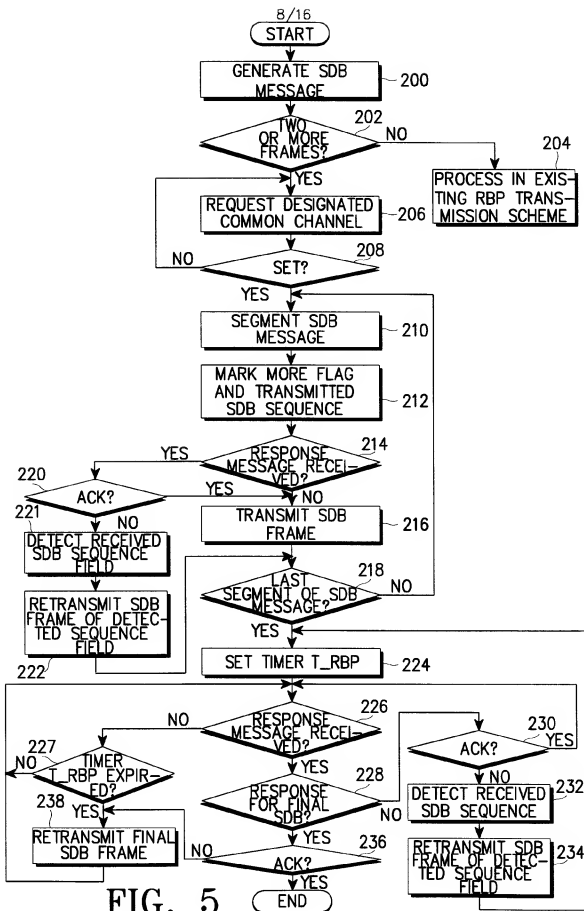 8/16
START
GENERATE SDB
MESSAGE
200
TWO
OR MORE
FRAMES?
202
NO
YES
204
PROCESS IN EXIS-
TING RBP TRANS-
MISSION SCHEME
REQUEST DESIGNATED
COMMON CHANNEL
206
SET?
208
NO
YES
SEGMENT SDB
MESSAGE
210
MARK MORE FLAG
AND TRANSMITTED
SDB SEQUENCE
212
RESPONSE
MESSAGE RECEI-
VED?
214
YES
NO
220
ACK?
YES
NO
221
DETECT RECEIVED
SDB SEQUENCE
FIELD
TRANSMIT SDB
FRAME
216
RETRANSMIT SDB
FRAME OF DETEC-
TED SEQUENCE
FIELD
222
LAST
SEGMENT OF SDB
MESSAGE?
218
NO
YES
SET TIMER T_RBP
224
RESPONSE
MESSAGE RECEI-
VED?
226
NO
YES
227
TIMER
T_RBP EXPIR-
ED?
NO
YES
238
RETRANSMIT FINAL
SDB FRAME
RESPONSE
FOR FINAL
SDB?
228
NO
YES
230
ACK?
YES
NO
DETECT RECEIVED
SDB SEQUENCE
232
RETRANSMIT SDB
FRAME OF DETEC-
TED SEQUENCE
FIELD
234
ACK?
236
NO
YES
END
FIG. 5